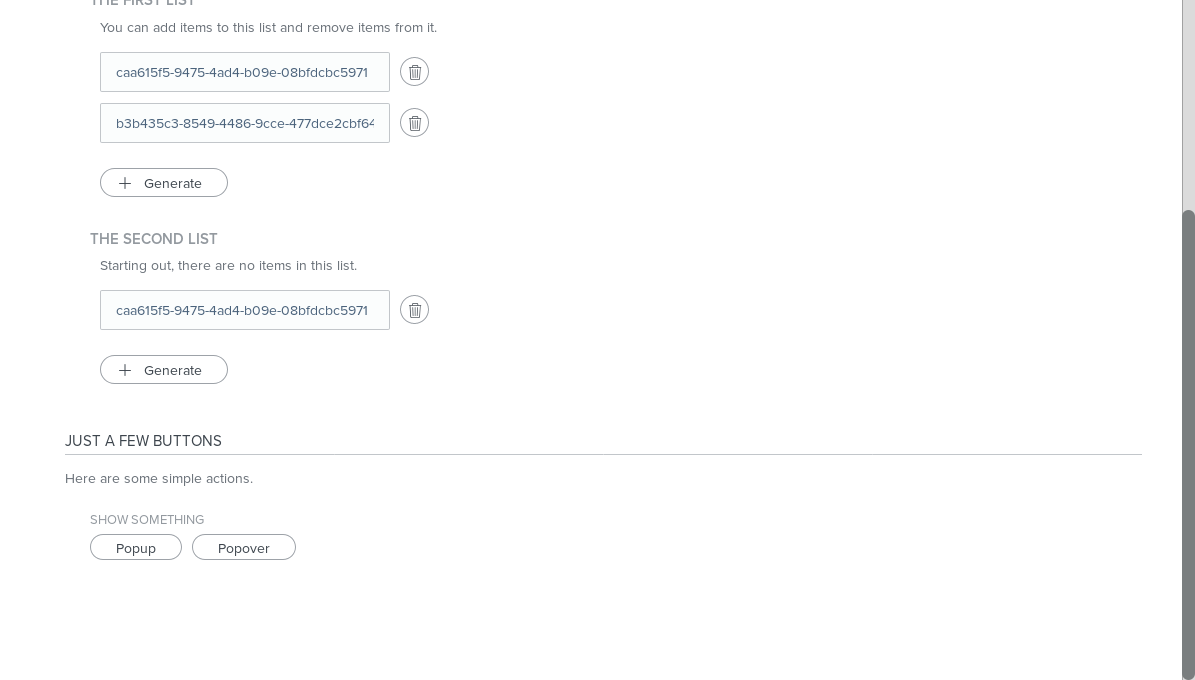 THE FIRST LIST
You can add items to this list and remove items from it.
caa615f5-9475-4ad4-b09e-08bfdcbc5971
b3b435c3-8549-4486-9cce-477dce2cbf64
Generate
THE SECOND LIST
Starting out, there are no items in this list.
caa615f5-9475-4ad4-b09e-08bfdcbc5971
Generate
JUST A FEW BUTTONS
Here are some simple actions.
SHOW SOMETHING
Popup Popover